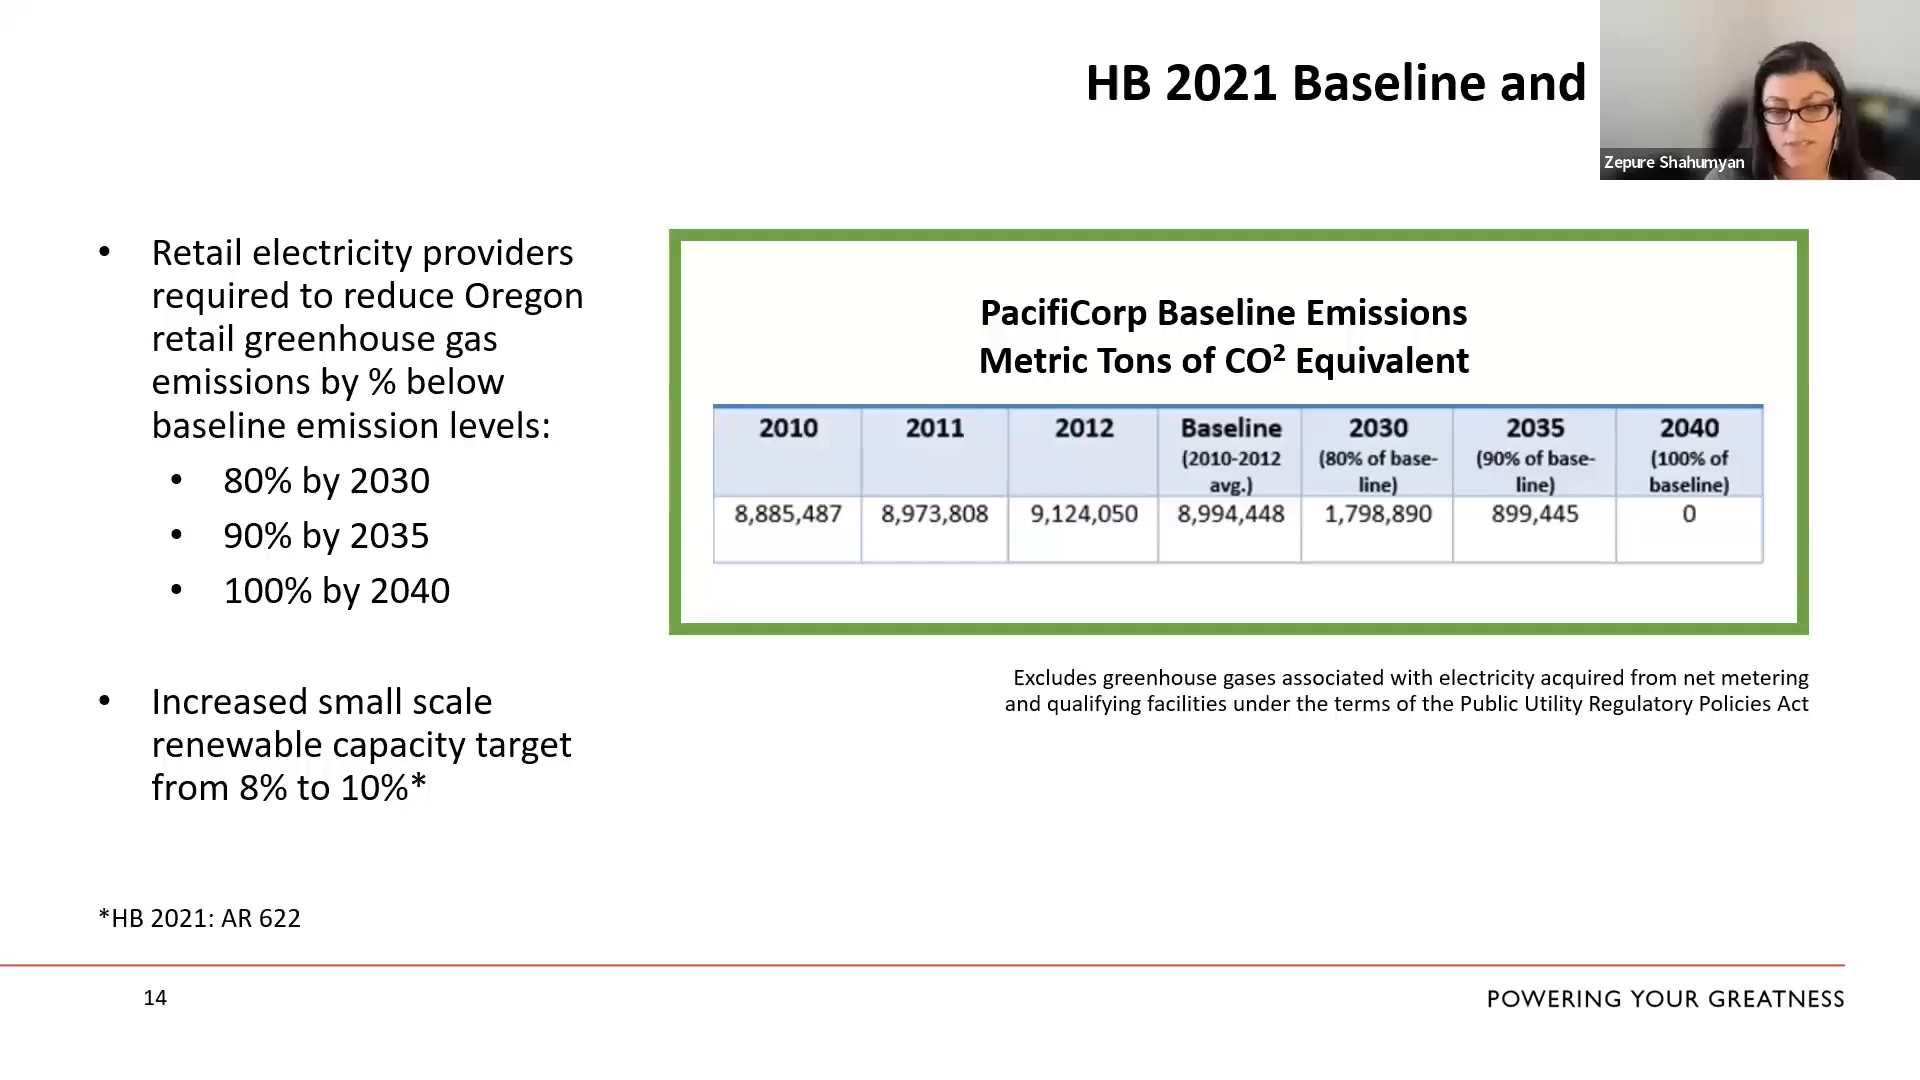 HB 2021 Baseline and
Zepure Shahumyan
• Retail electricity providers
required to reduce Oregon
retail greenhouse gas
emissions by % below
baseline emission levels:
• 80% by 2030
• 90% by 2035
• 100% by 2040
• Increased small scale
renewable capacity target
from 8% to 10%*
*HB 2021: AR 622
PacifiCorp Baseline Emissions
Metric Tons of CO² Equivalent
2010 2011 2012 Baseline 2030 2035 2040
(2010-2012 (80% of base- (90% of base- (100% of
avg.) line) line) baseline)
8,885,487 8,973,808 9,124,050 8,994,448 1,798,890 899,445 0
Excludes greenhouse gases associated with electricity acquired from net metering
and qualifying facilities under the terms of the Public Utility Regulatory Policies Act
14
POWERING YOUR GREATNESS